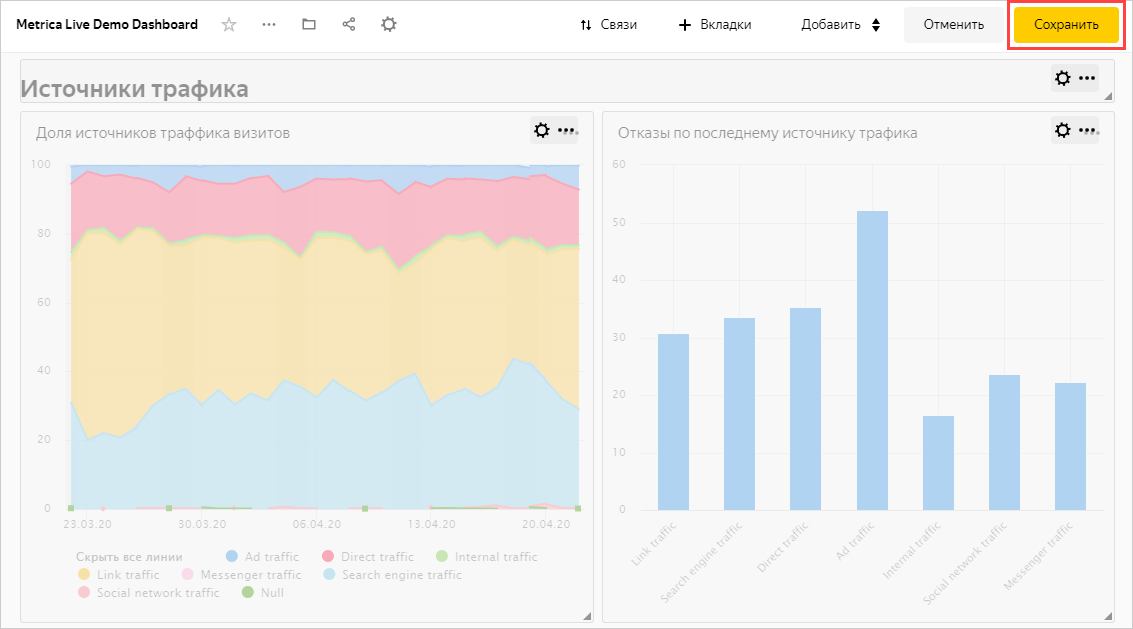 Metrica Live Demo Dashboard
Связи
Вкладки
Добавить
Отменить
Сохранить
Источники трафика
Доля источников траффика визитов
100
80
60
40
20
0
23.03.20 30.03.20 06.04.20 13.04.20 20.04.20
Скрыть все линии Ad traffic Direct traffic Internal traffic
Link traffic Messenger traffic Search engine traffic
Social network traffic Null
Отказы по последнему источнику трафика
60
50
40
30
20
10
0
Link traffic
Search engine traffic
Direct traffic
Ad traffic
Internal traffic
Social network traffic
Messenger traffic